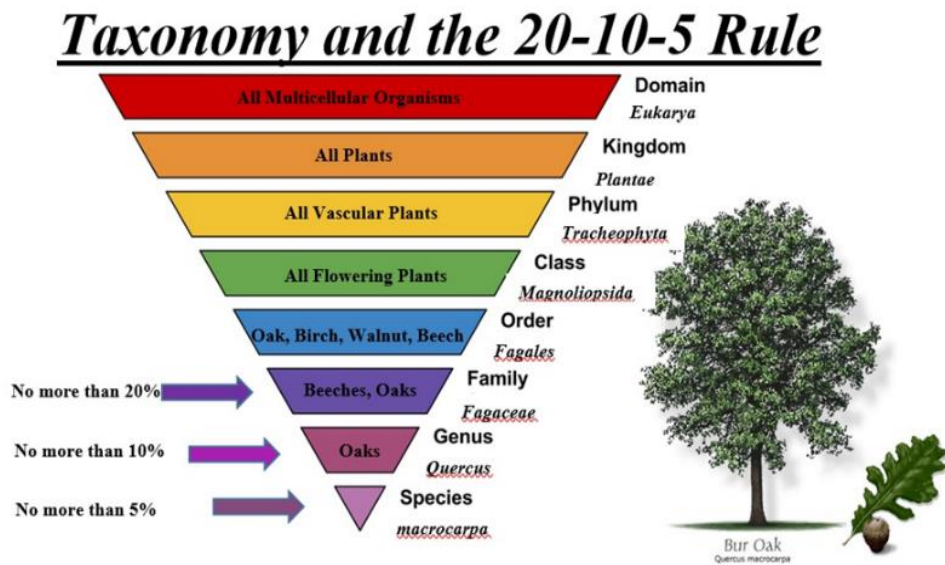 Taxonomy and the 20-10-5 Rule
All Multicellular Organisms
Domain
Eukarya
All Plants
Kingdom
Plantae
All Vascular Plants
Phylum
Tracheophyta
All Flowering Plants
Class
Magnoliopsida
Oak, Birch, Walnut, Beech
Order
Fagales
No more than 20%
Beeches, Oaks
Family
Fagaceae
No more than 10%
Oaks
Genus
Quercus
No more than 5%
Species
macrocarpa
Bur Oak
Quercus macrocarpa